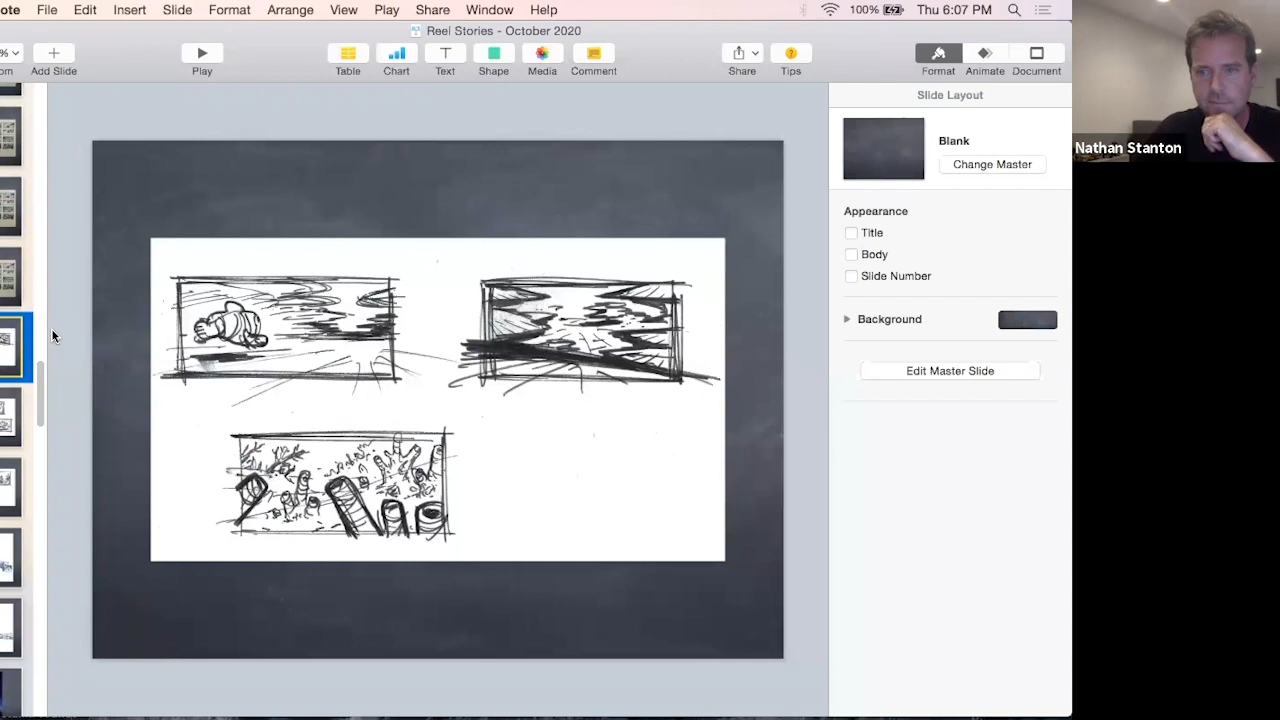 ote File Edit Insert Slide Format Arrange View Play Share Window Help 100% Thu 6:07 PM
Reel Stories - October 2020
%
om Add Slide Play Table Chart Text Shape Media Comment Share Tips Format Animate Document
Slide Layout
Blank
Change Master
Nathan Stanton
Appearance
Title
Body
Slide Number
Background
Edit Master Slide